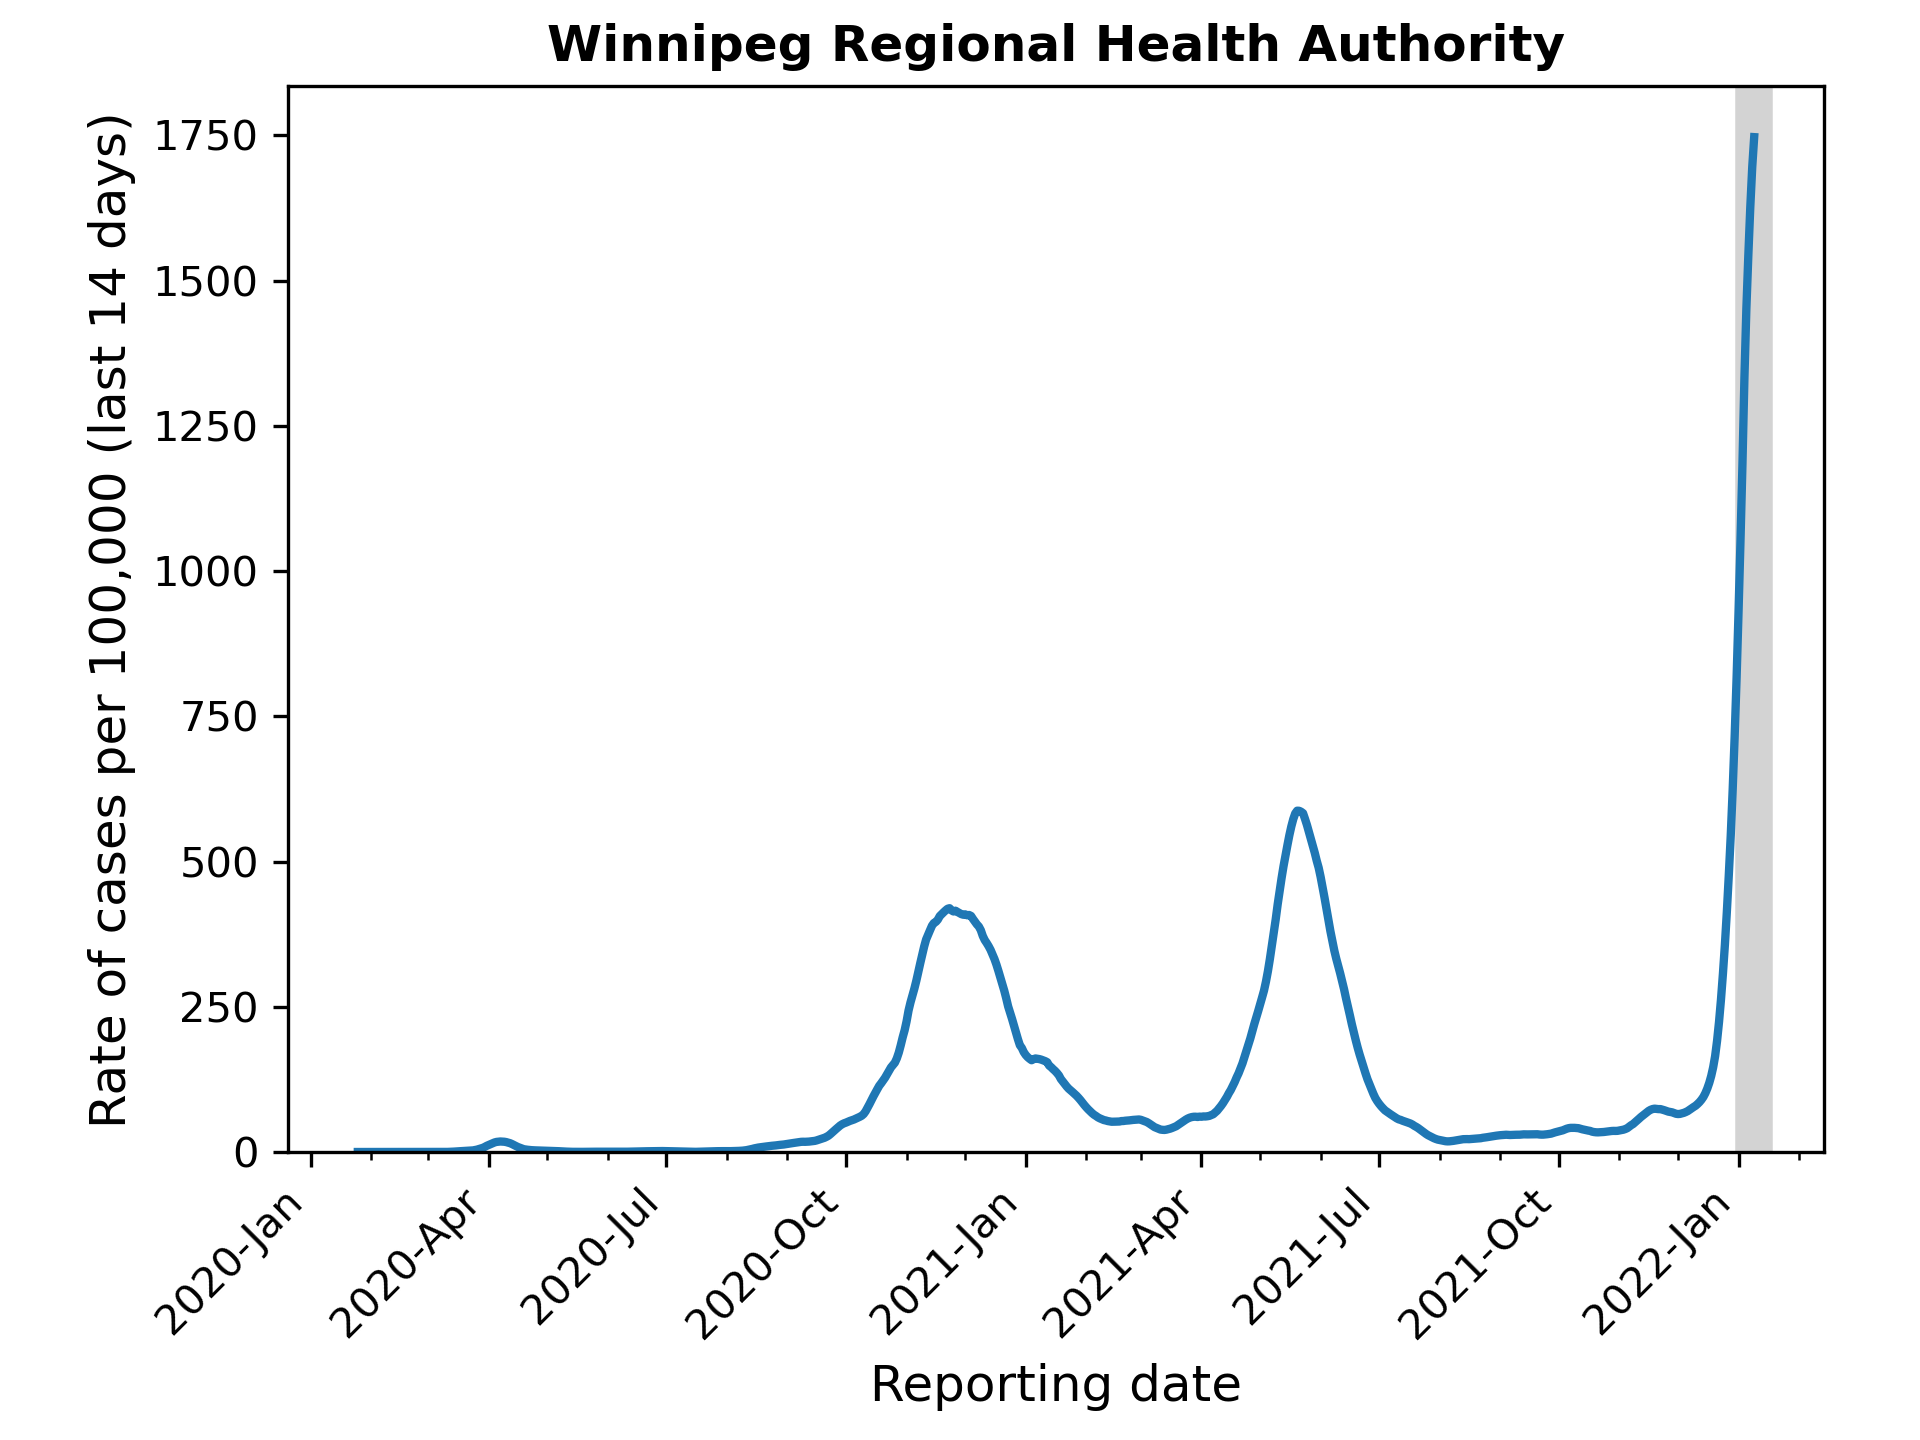 Winnipeg Regional Health Authority
Rate of cases per 100,000 (last 14 days)
1750
1500
1250
1000
750
500
250
0
2020-Jan
2020-Apr
2020-Jul
2020-Oct
2021-Jan
2021-Apr
2021-Jul
2021-Oct
2022-Jan
Reporting date